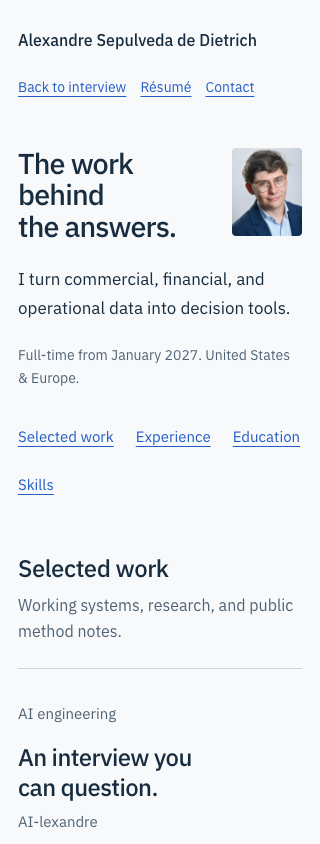 Alexandre Sepulveda de Dietrich
Back to interview Résumé Contact
The work
behind
the answers.
I turn commercial, financial, and
operational data into decision tools.
Full-time from January 2027. United States
& Europe.
Selected work Experience Education
Skills
Selected work
Working systems, research, and public
method notes.
AI engineering
An interview you
can question.
AI-lexandre